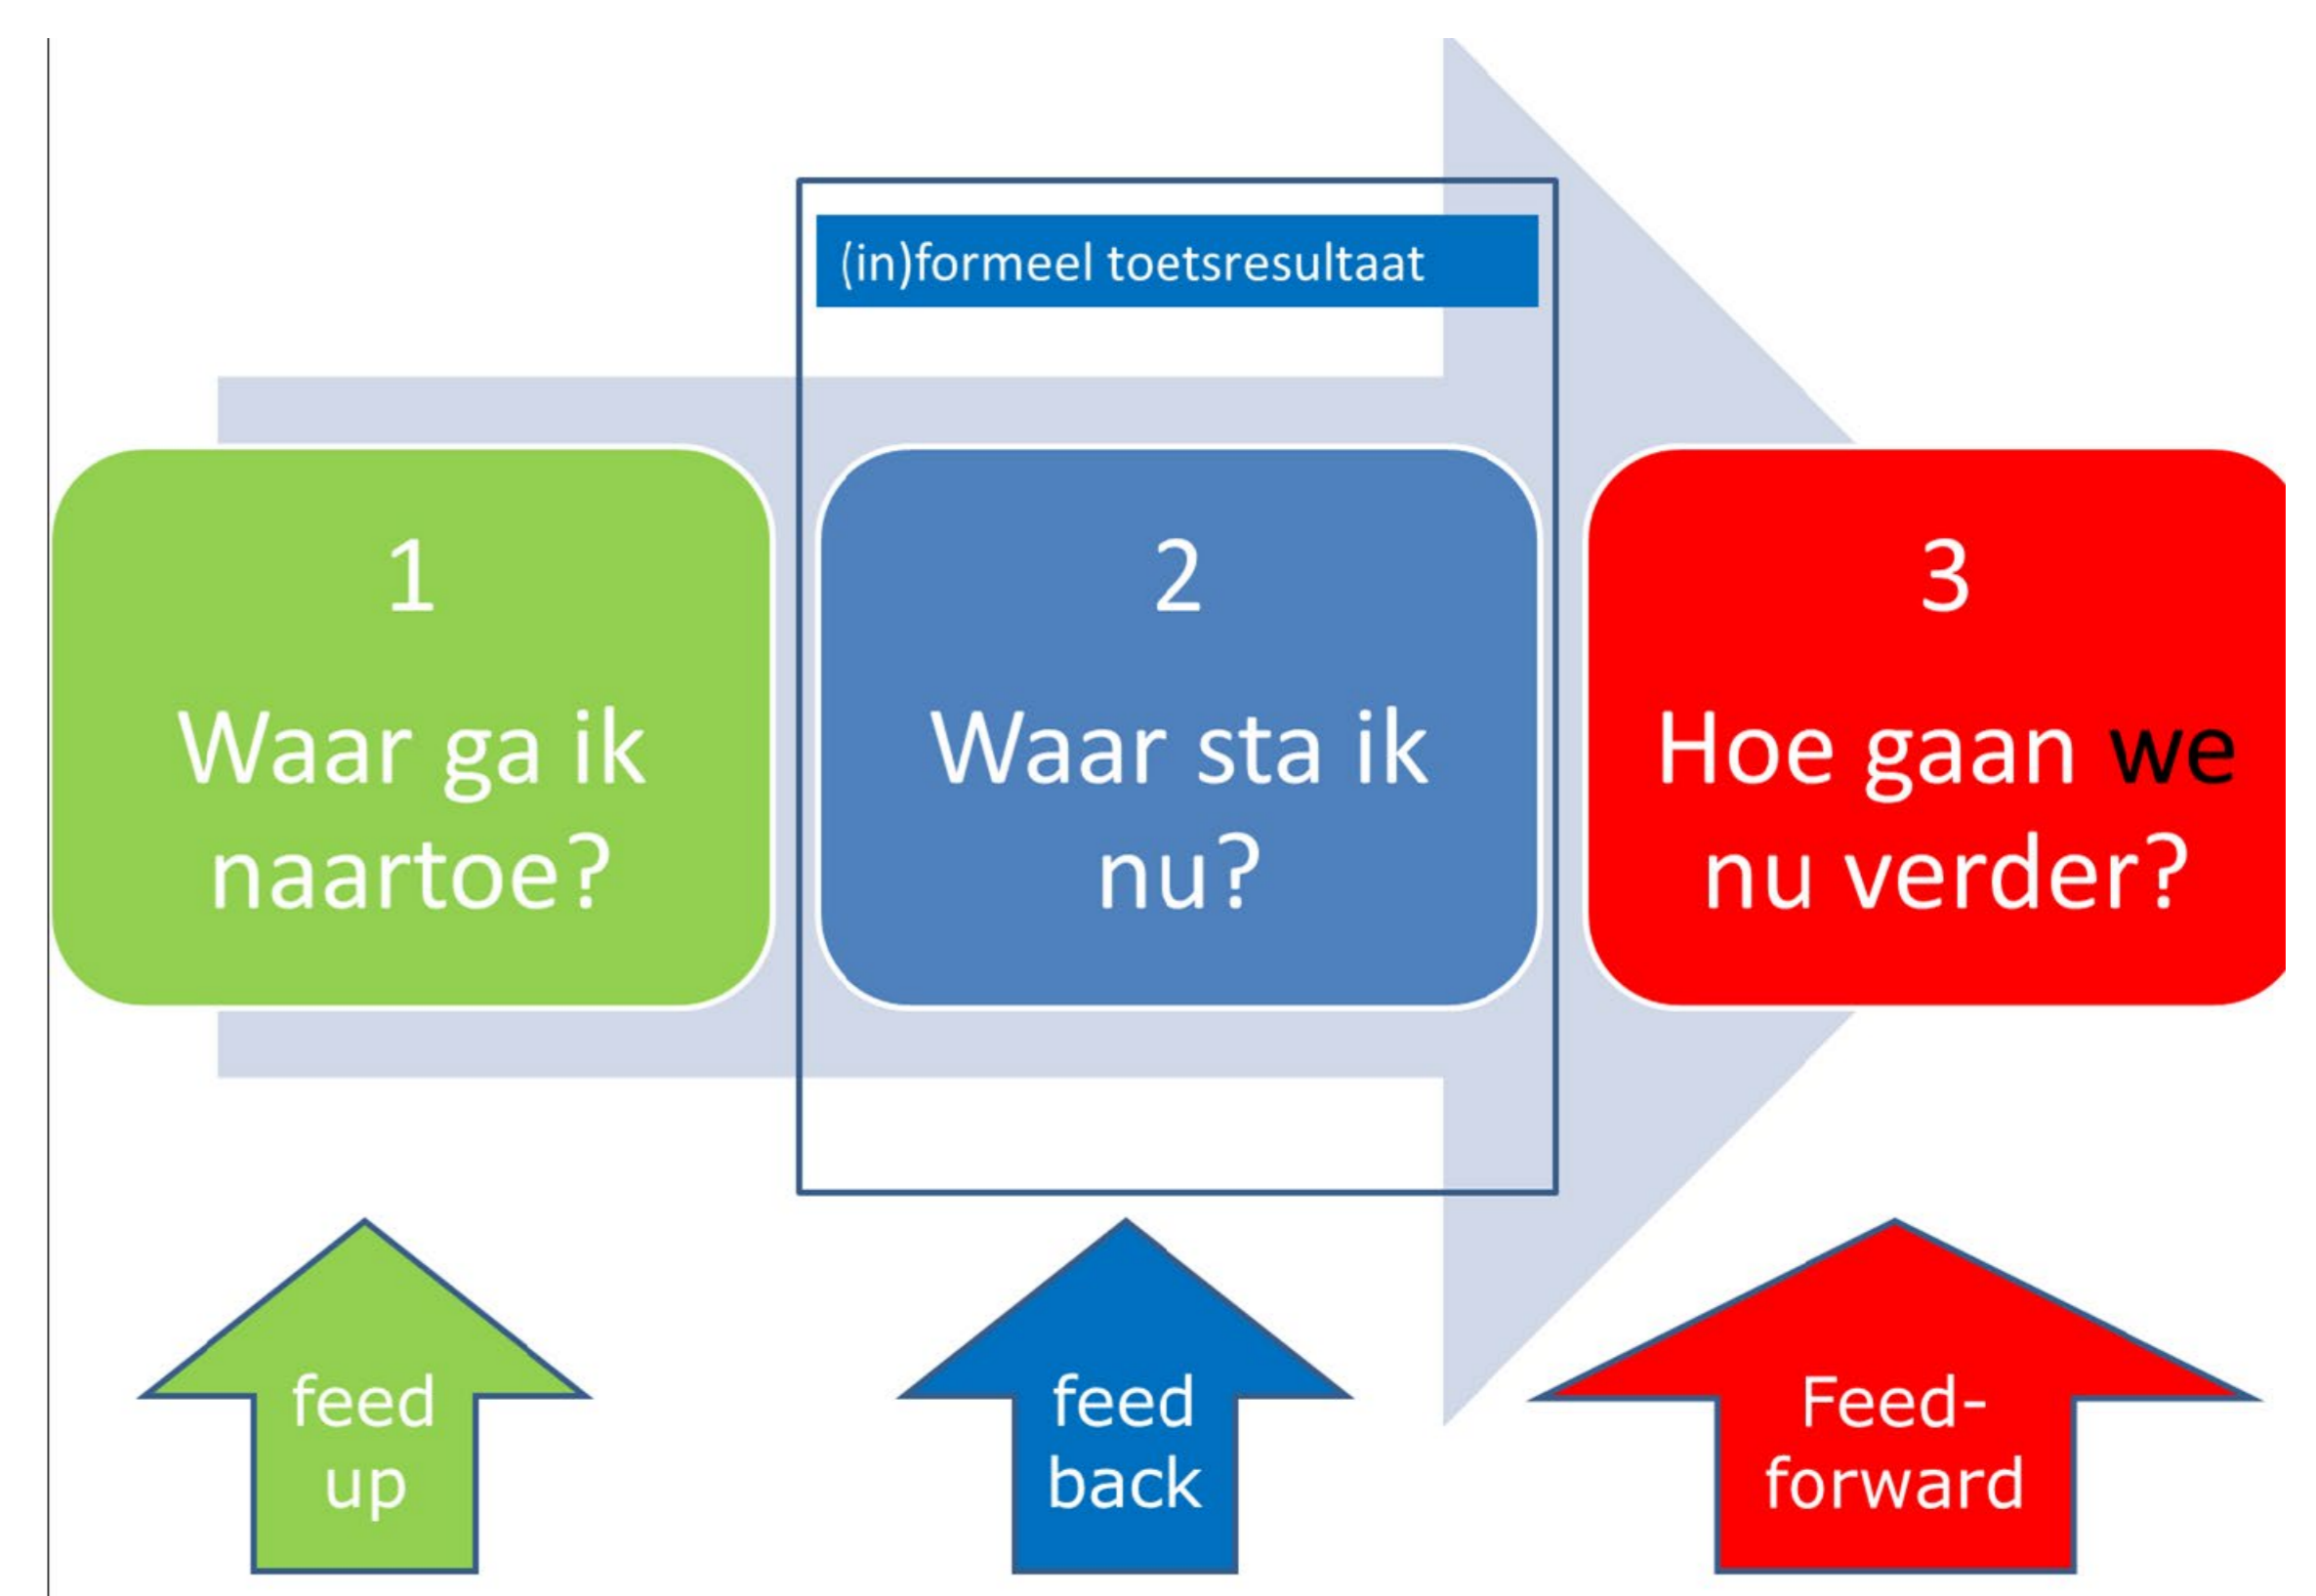 (in)formeel toetsresultaat
1
Waar ga ik
naartoe?
2
Waar sta ik
nu?
3
Hoe gaan we
nu verder?
feed
up
feed
back
Feed-
forward